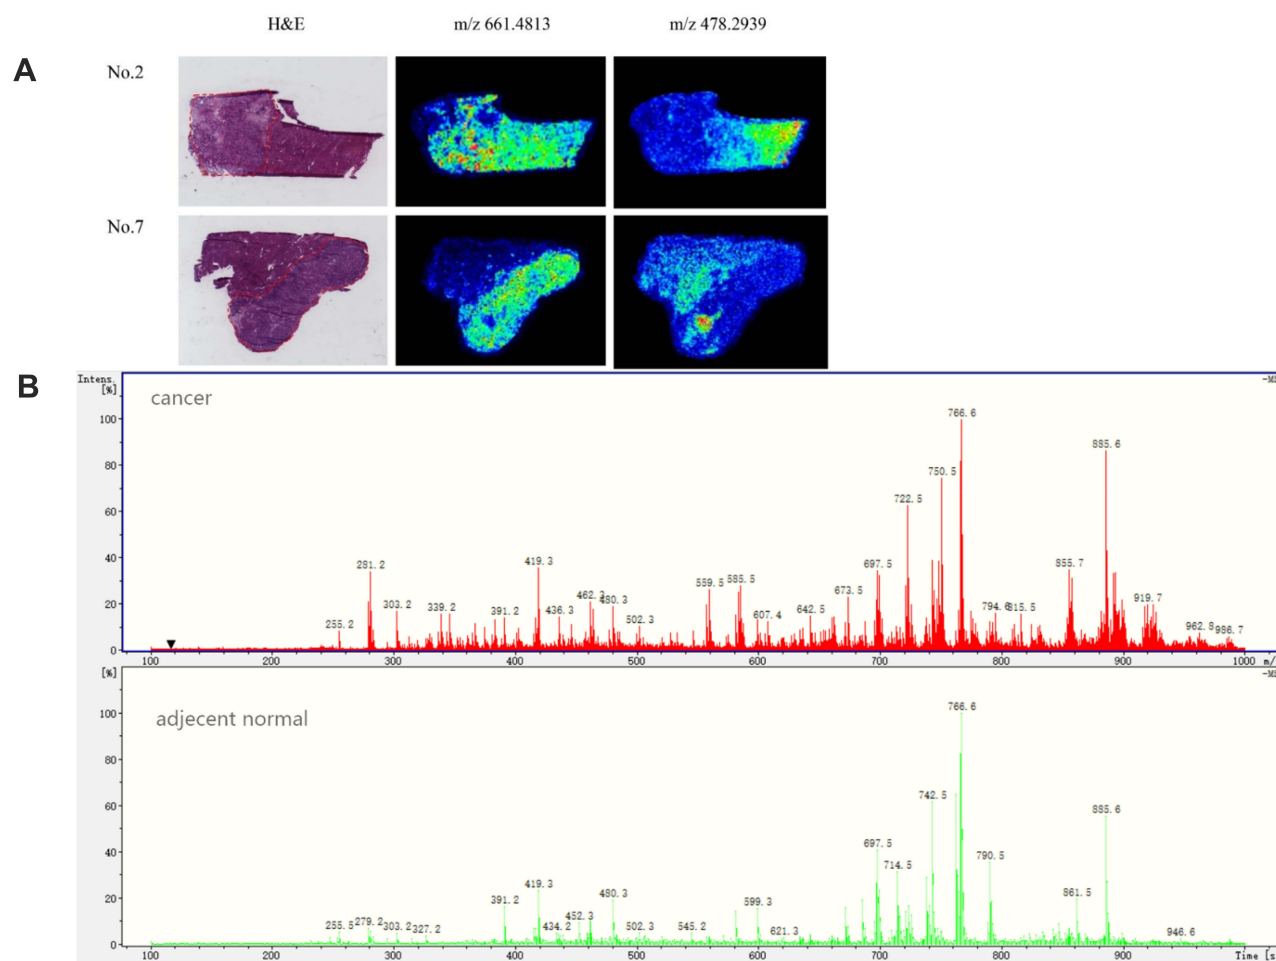 H&E m/z 661.4813 m/z 478.2939
A
No.2
No.7
B
Intens.
[%]
-MS
cancer
100
80
60
40
20
0
255.2 281.2 303.2 339.2 391.2 419.3 436.3 462.3 480.3 502.3 559.5 585.5 607.4 642.5 673.5 697.5 722.5 750.5 766.6 794.6 815.5 855.7 885.6 919.7 962.8 986.7
100 200 300 400 500 600 700 800 900 1000 m/
[%]
-MS
adjecent normal
100
80
60
40
20
0
255.5 279.2 303.2 327.2 391.2 419.3 434.2 452.3 480.3 502.3 545.2 599.3 621.3 697.5 714.5 742.5 766.6 790.5 861.5 885.6 946.6
100 200 300 400 500 600 700 800 900 Time [s